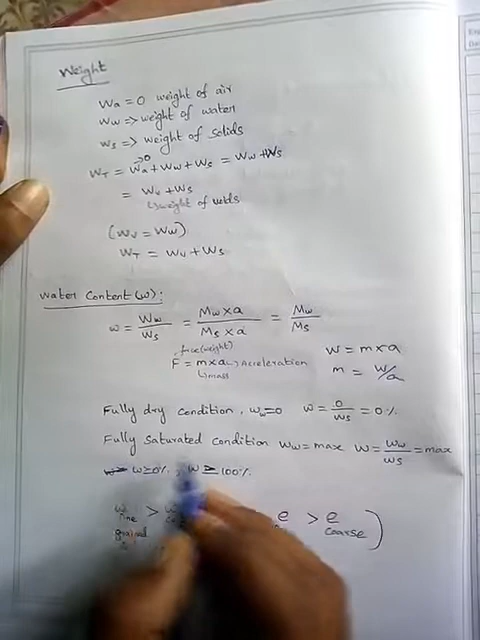 Weight
Wa = 0 weight of air
Ww => weight of water
Ws => weight of solids
WT = Wa→0 + Ww + Ws = Ww + Ws
= Wv + Ws
↳ weight of voids
(Wv = Ww)
WT = Wv + Ws
Water Content (w):
w = Ww/Ws = Mw × a/Ms × a = Mw/Ms
force (weight)
F = m × a ↳ Acceleration
↳ mass
W = m × a
m = W/a
Fully dry condition, ww = 0 w = 0/Ws = 0%
Fully Saturated Condition Ww = max w = Ww/Ws = max
w ≥ 0%, w ≥ 100%
w fine grained > w
e > e coarse )